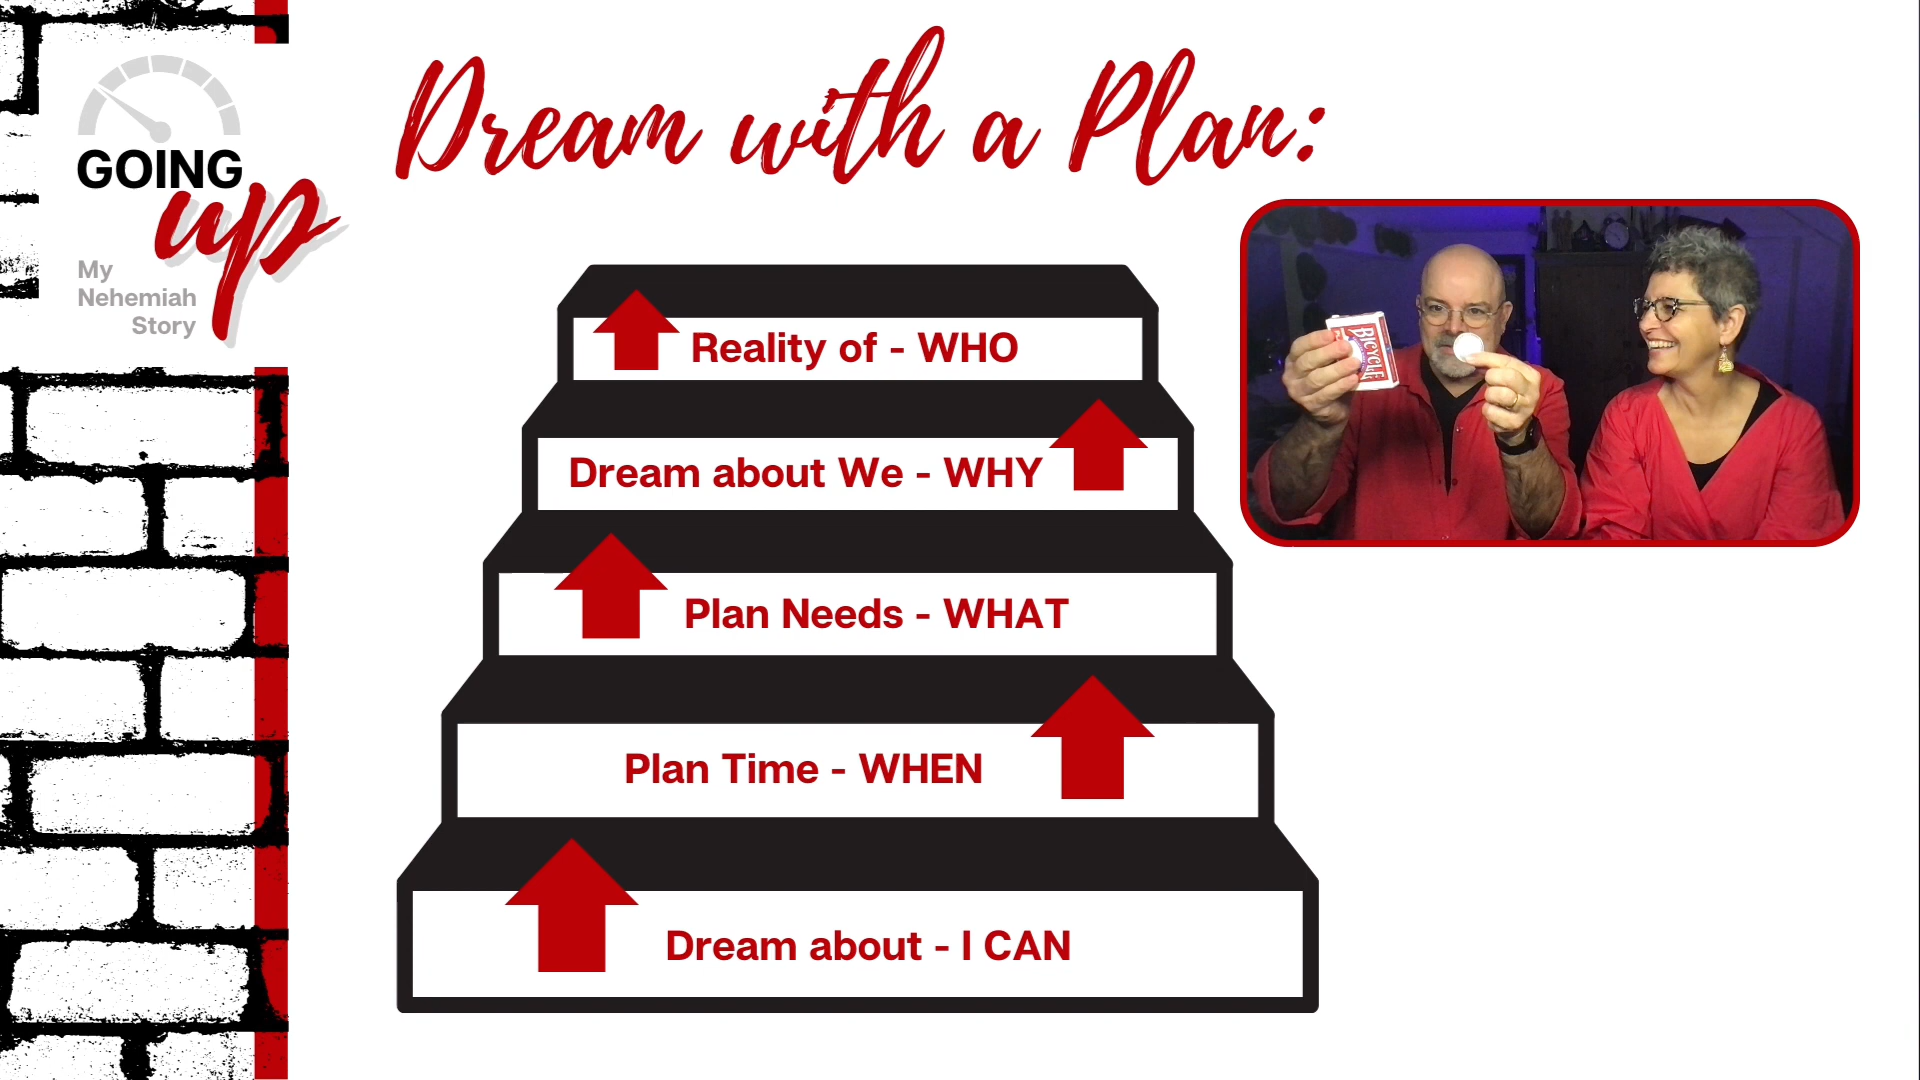 GOING
up
My
Nehemiah
Story
Dream with a Plan:
Reality of - WHO
Dream about We - WHY
Plan Needs - WHAT
Plan Time - WHEN
Dream about - I CAN
BICYCLE